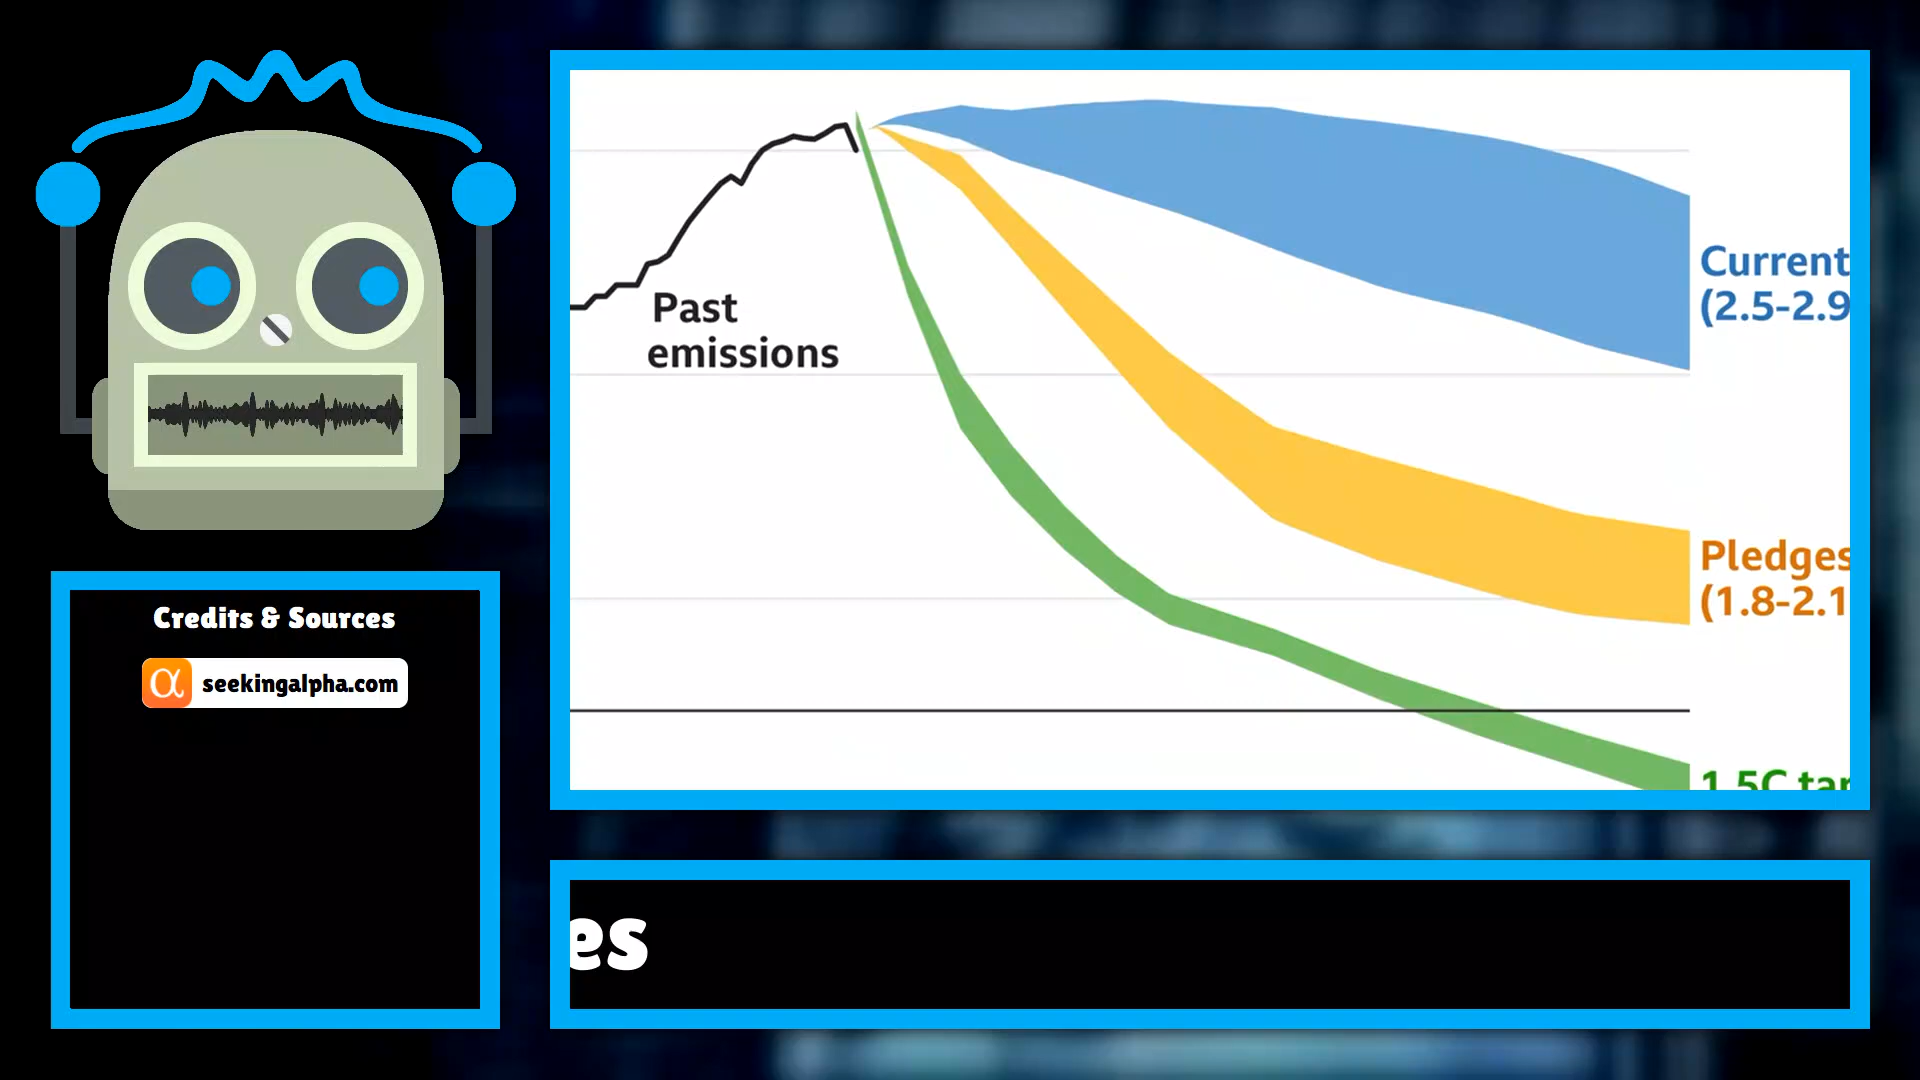 Past
emissions
Current
(2.5-2.9
Pledges
(1.8-2.1
1.5C tar
Credits & Sources
seekingalpha.com
es